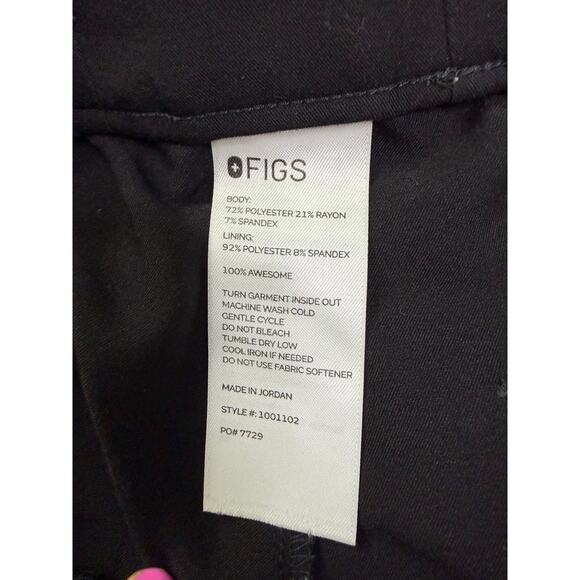 FIGS
BODY:
72% POLYESTER 21% RAYON
7% SPANDEX
LINING:
92% POLYESTER 8% SPANDEX
100% AWESOME
TURN GARMENT INSIDE OUT
MACHINE WASH COLD
GENTLE CYCLE
DO NOT BLEACH
TUMBLE DRY LOW
COOL IRON IF NEEDED
DO NOT USE FABRIC SOFTENER
MADE IN JORDAN
STYLE #: 1001102
PO# 7729